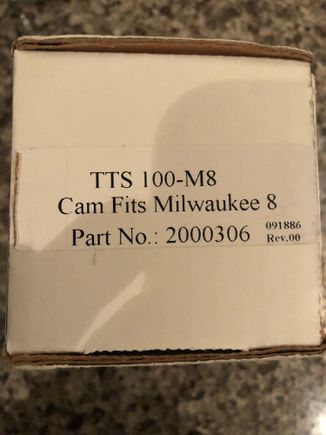 TTS 100-M8
Cam Fits Milwaukee 8
Part No.: 2000306
091886
Rev.00